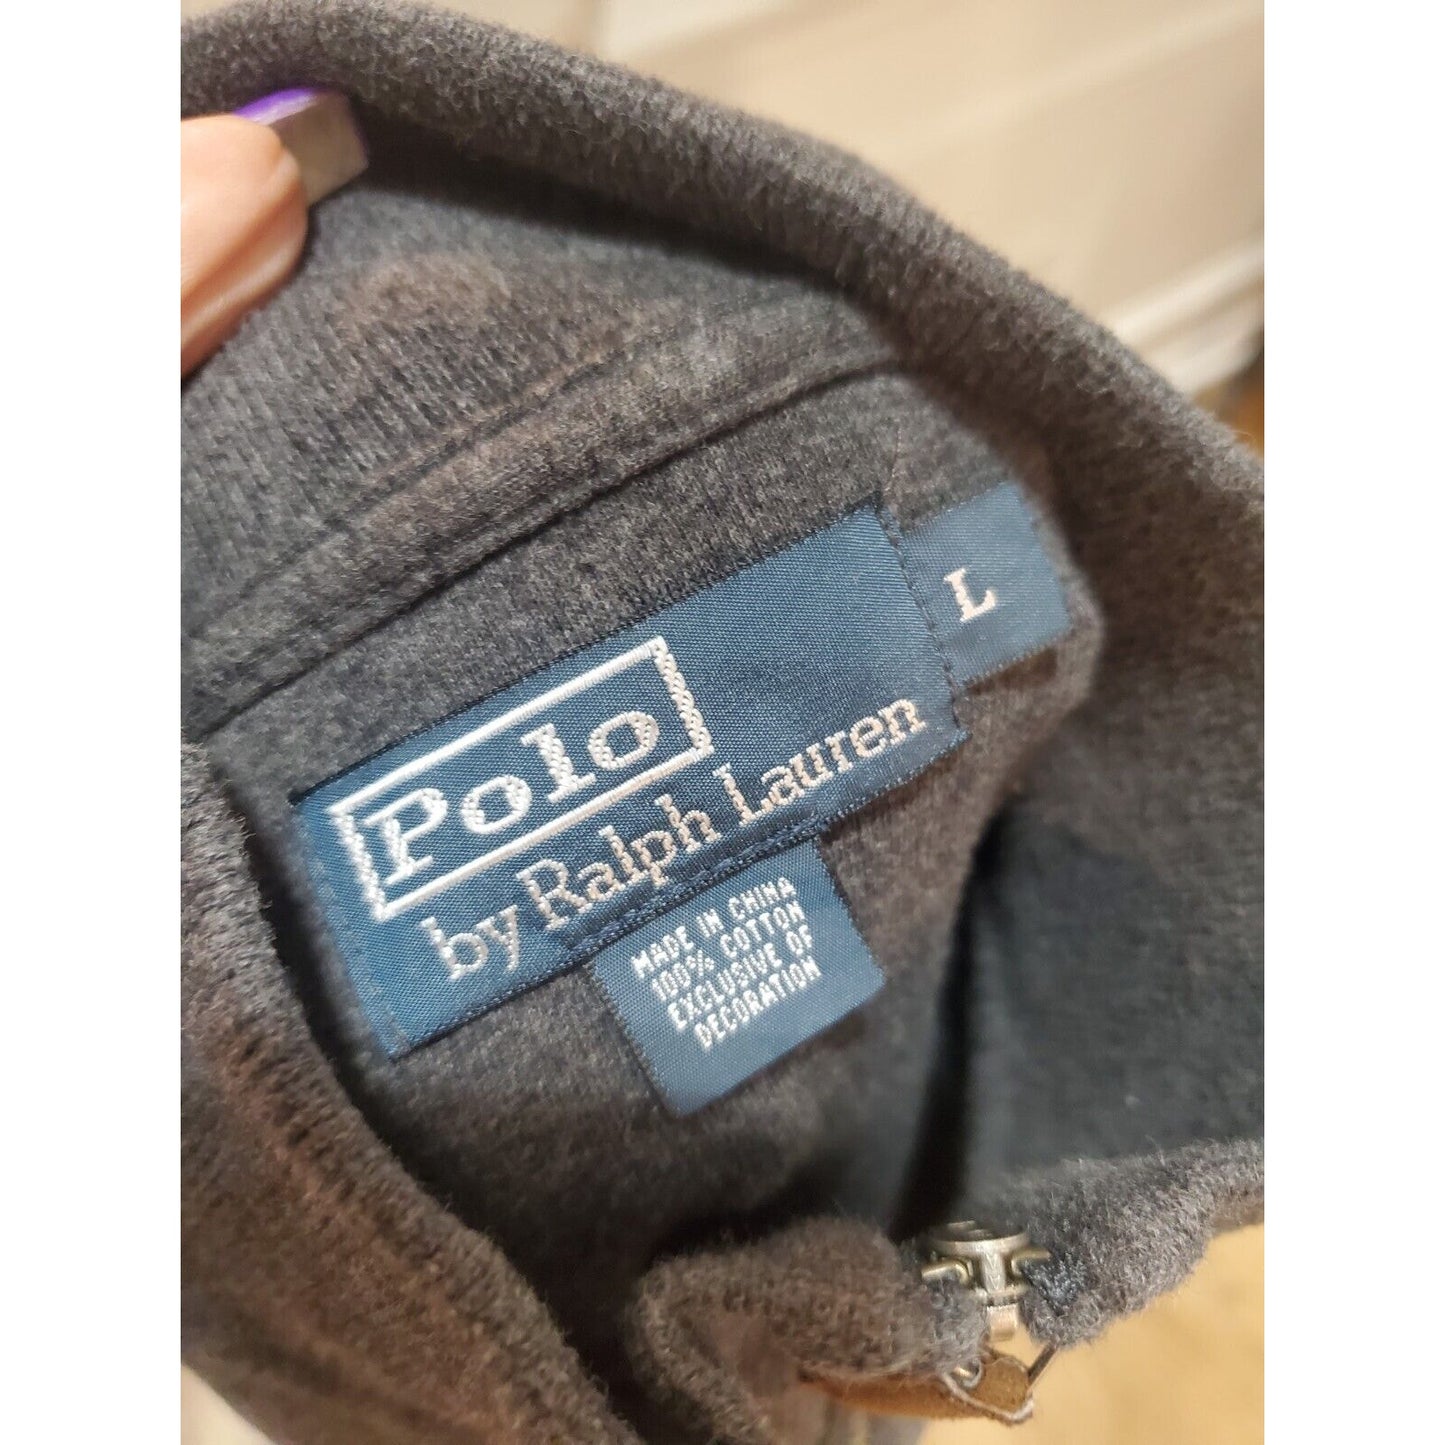 Polo
by Ralph Lauren
L
MADE IN CHINA
100% COTTON
EXCLUSIVE OF
DECORATION